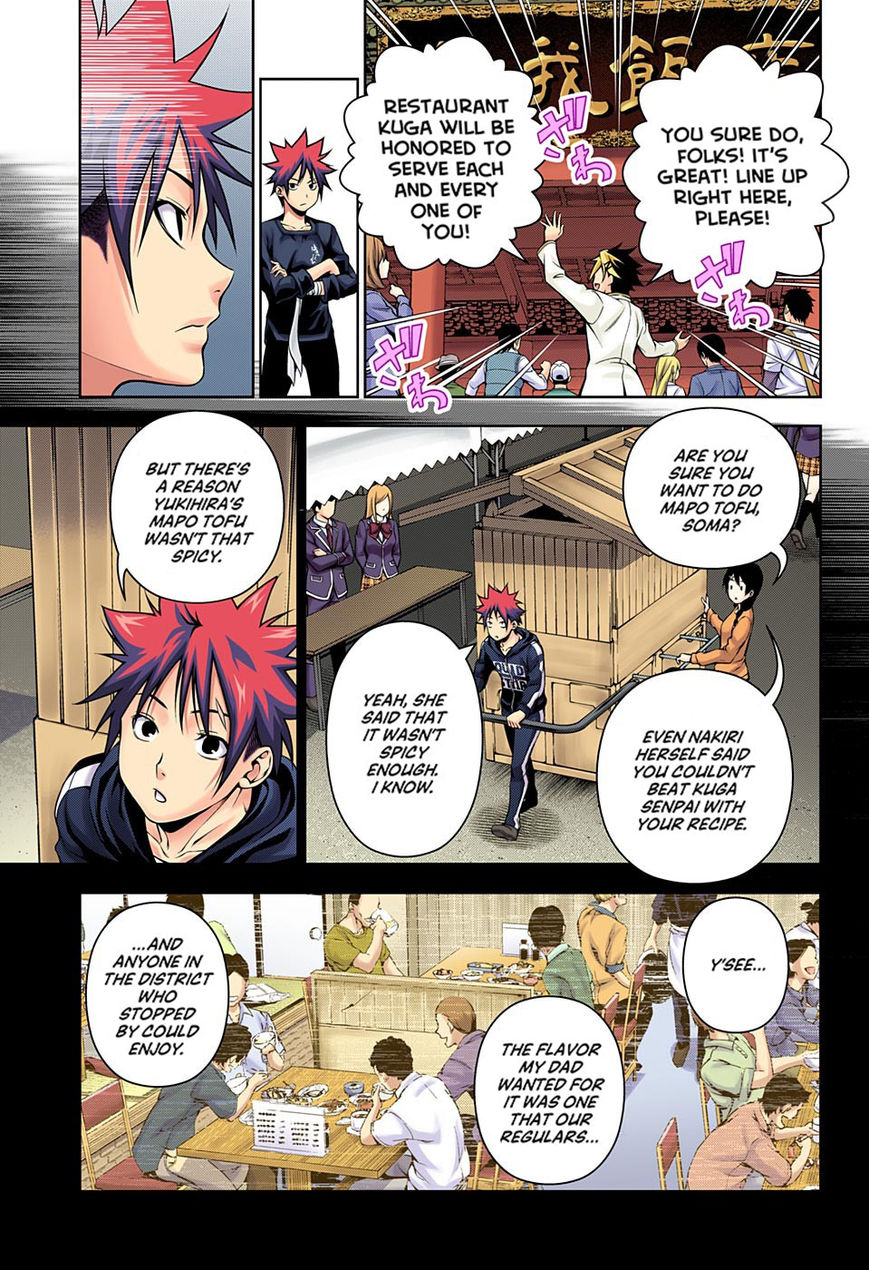 我飯店
YOU SURE DO,
FOLKS! IT'S
GREAT! LINE UP
RIGHT HERE,
PLEASE!
RESTAURANT
KUGA WILL BE
HONORED TO
SERVE EACH
AND EVERY
ONE OF
YOU!
ざわ
ざわ
ざわ
ARE YOU
SURE YOU
WANT TO DO
MAPO TOFU,
SOMA?
EVEN NAKIRI
HERSELF SAID
YOU COULDN'T
BEAT KUGA
SENPAI WITH
YOUR RECIPE.
YEAH, SHE
SAID THAT
IT WASN'T
SPICY
ENOUGH.
I KNOW.
BUT THERE'S
A REASON
YUKIHIRA'S
MAPO TOFU
WASN'T THAT
SPICY.
Y'SEE...
THE FLAVOR
MY DAD
WANTED FOR
IT WAS ONE
THAT OUR
REGULARS...
...AND
ANYONE IN
THE DISTRICT
WHO
STOPPED
BY COULD
ENJOY.